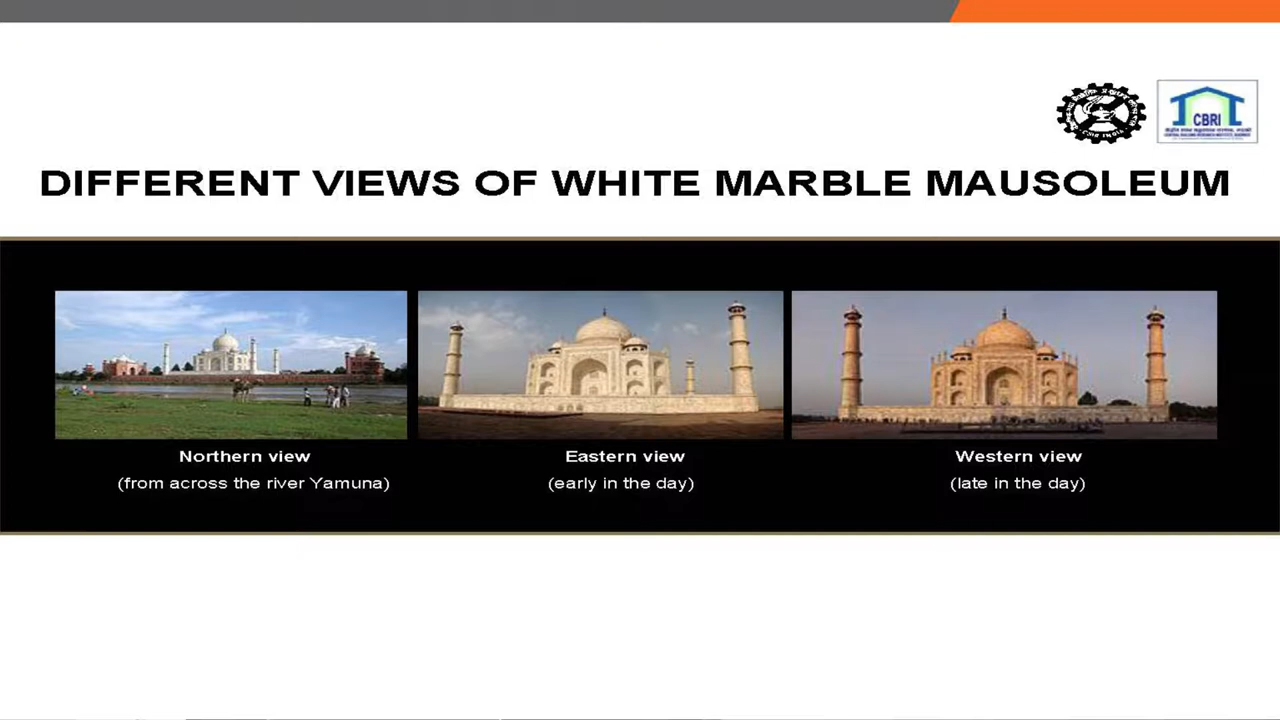 CBRI
DIFFERENT VIEWS OF WHITE MARBLE MAUSOLEUM
Northern view
(from across the river Yamuna)
Eastern view
(early in the day)
Western view
(late in the day)